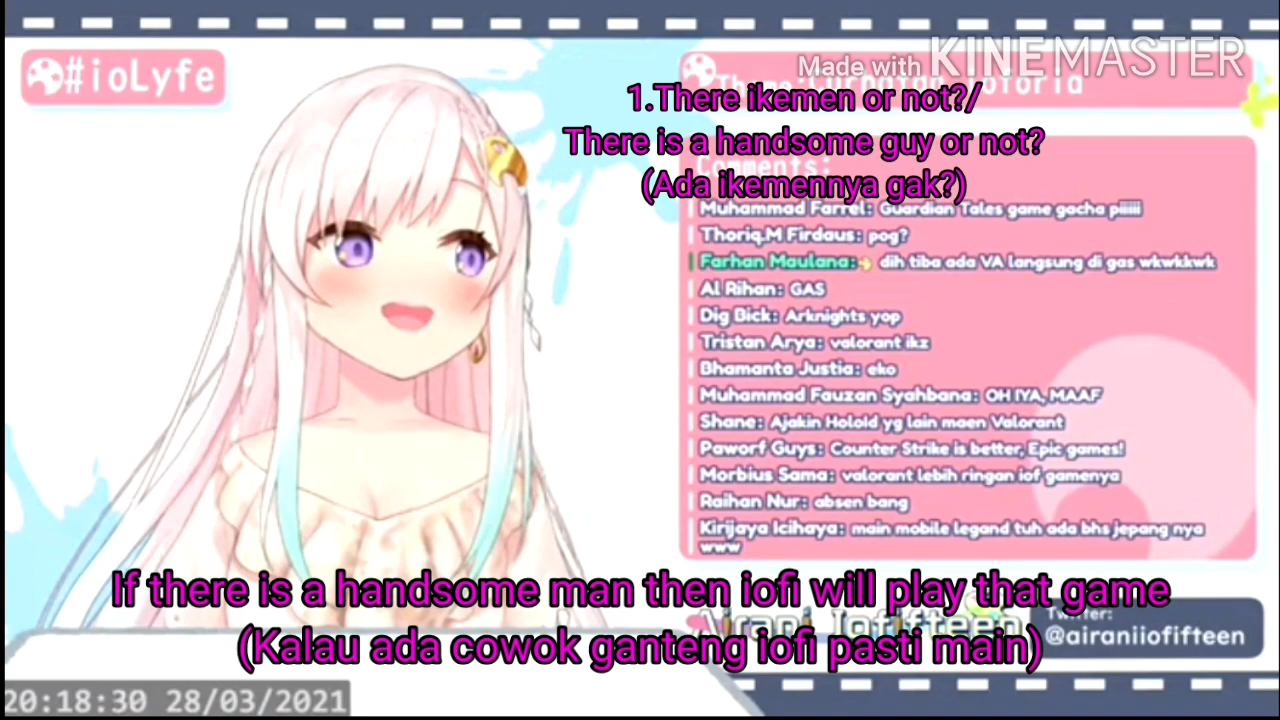 #ioLyfe
Made with KINEMASTER
1.There ikemen or not?/
There is a handsome guy or not?
(Ada ikemennya gak?)
Comments:
Muhammad Farrel: Guardian Tales game gacha piiiii
Thoriq.M Firdaus: pog?
Farhan Maulana: dih tiba ada VA langsung di gas wkwkkwk
Al Rihan: GAS
Dig Bick: Arknights yop
Tristan Arya: valorant ikz
Bhamanta Justia: eko
Muhammad Fauzan Syahbana: OH IYA, MAAF
Shane: Ajakin HoloId yg lain maen Valorant
Paworf Guys: Counter Strike is better, Epic games!
Morbius Sama: valorant lebih ringan iof gamenya
Raihan Nur: absen bang
Kirijaya Icihaya: main mobile legand tuh ada bhs jepang nya
www
If there is a handsome man then iofi will play that game
Airani Iofifteen
Twitter:
@airaniiofifteen
(Kalau ada cowok ganteng iofi pasti main)
20:18:30 28/03/2021